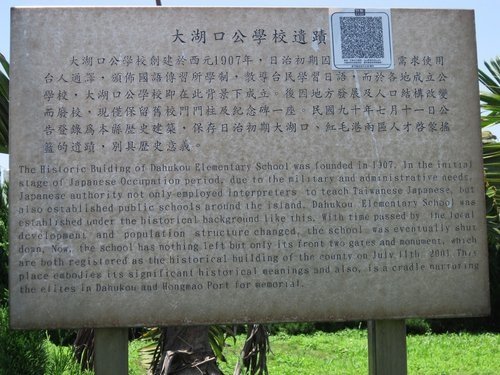 大湖口公學校遺蹟
大湖口公學校創建於西元1907年，日治初期因 需求使用
台人通譯，頒佈國語傳習所學制，教導台民學習日語，而於各地成立公
學校，大湖口公學校即在此背景下成立。後因地方發展及人口結構改變
而廢校，現僅保留舊校門門柱及紀念碑一座。民國九十年七月十一日公
告登錄為本縣歷史建築，保存日治初期大湖口、紅毛港兩區人才啓蒙搖
籃的遺蹟，別具歷史意義。
The Historic Buiding of Dahukou Elementary School was founded in 1907. In the initial
stage of Japanese Occupation period, due to the military and administrative needs,
Japanese authority not only employed interpreters to teach Taiwanese Japanese, but
also established public schools around the island. Dahukou Elementary School was
established under the historical background like this. With time passed by the local
development and population structure changed, the school was eventually shut
down. Now, the school has nothing left but only its front two gates and monument, which
are both registered as the historical building of the county on July 11th, 2001. This
place embodies its significant historical meanings and also, is a cradle nurturing
the elites in Dahukou and Hongmao Port for memorial.